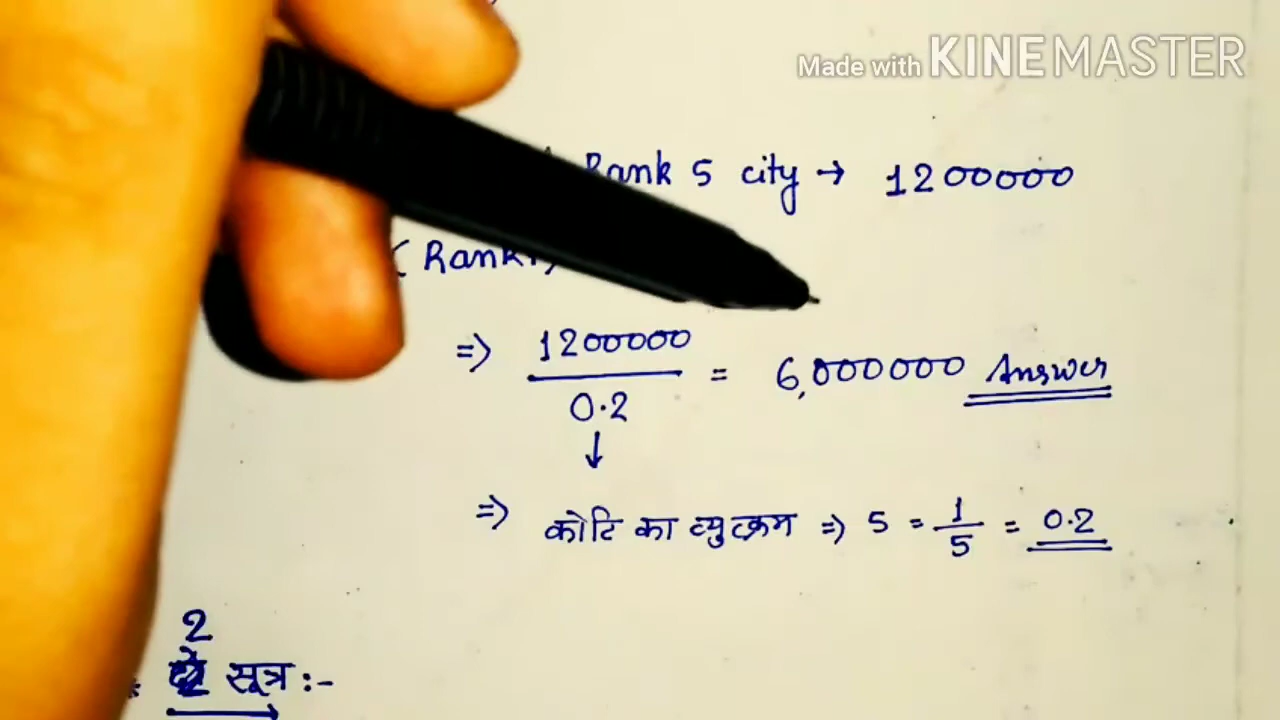 Made with KINEMASTER
Rank 5 city → 1200000
(Rank1)
=> 1200000
0.2
= 6,000000 Answer
↓
=> कोटि का व्युत्क्रम => 5 = 1/5 = 0.2
2
सूत्र :-